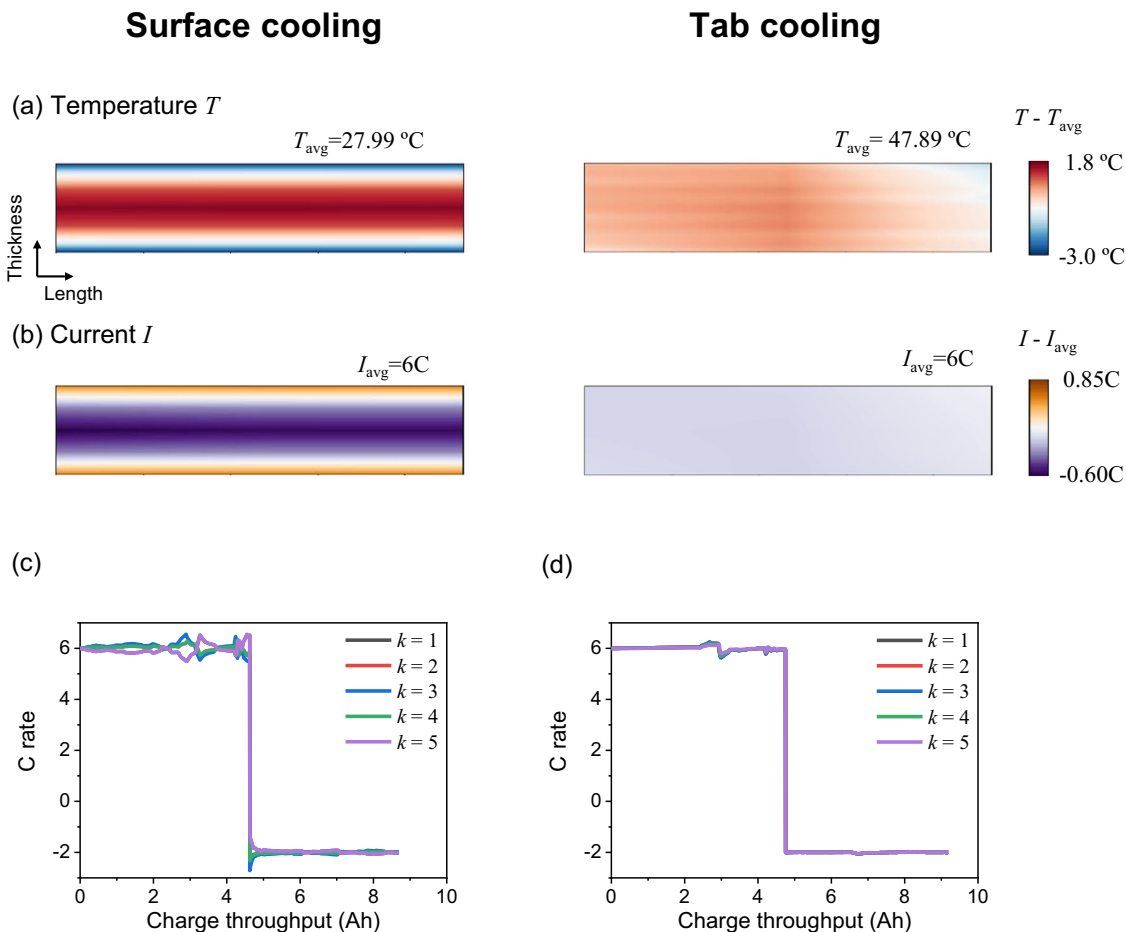 Surface cooling
Tab cooling
(a) Temperature T
T_avg=27.99 ºC
T_avg= 47.89 ºC
T - T_avg
1.8 ºC
-3.0 ºC
Thickness
Length
(b) Current I
I_avg=6C
I_avg=6C
I - I_avg
0.85C
-0.60C
(c)
C rate
6
4
2
0
-2
k = 1
k = 2
k = 3
k = 4
k = 5
0 2 4 6 8 10
Charge throughput (Ah)
(d)
C rate
6
4
2
0
-2
k = 1
k = 2
k = 3
k = 4
k = 5
0 2 4 6 8 10
Charge throughput (Ah)